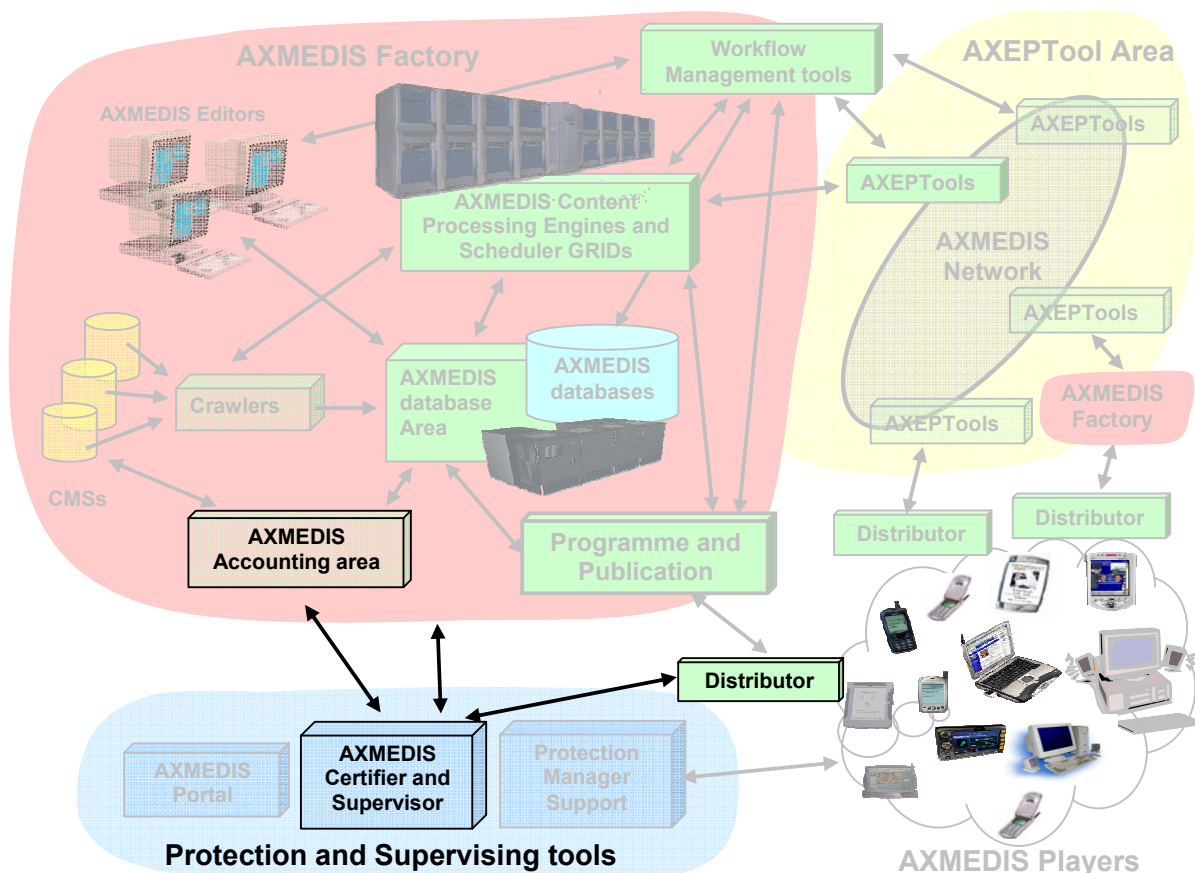 AXMEDIS Factory
Workflow
Management tools
AXEPTool Area
AXMEDIS Editors
AXEPTools
AXEPTools
AXMEDIS Content
Processing Engines and
Scheduler GRIDs
AXMEDIS
Network
AXEPTools
AXMEDIS
database
Area
AXMEDIS
databases
Crawlers
AXMEDIS
Factory
AXEPTools
CMSs
Distributor
Distributor
AXMEDIS
Accounting area
Programme and
Publication
Distributor
AXMEDIS
Portal
AXMEDIS
Certifier and
Supervisor
Protection
Manager
Support
Protection and Supervising tools
AXMEDIS Players